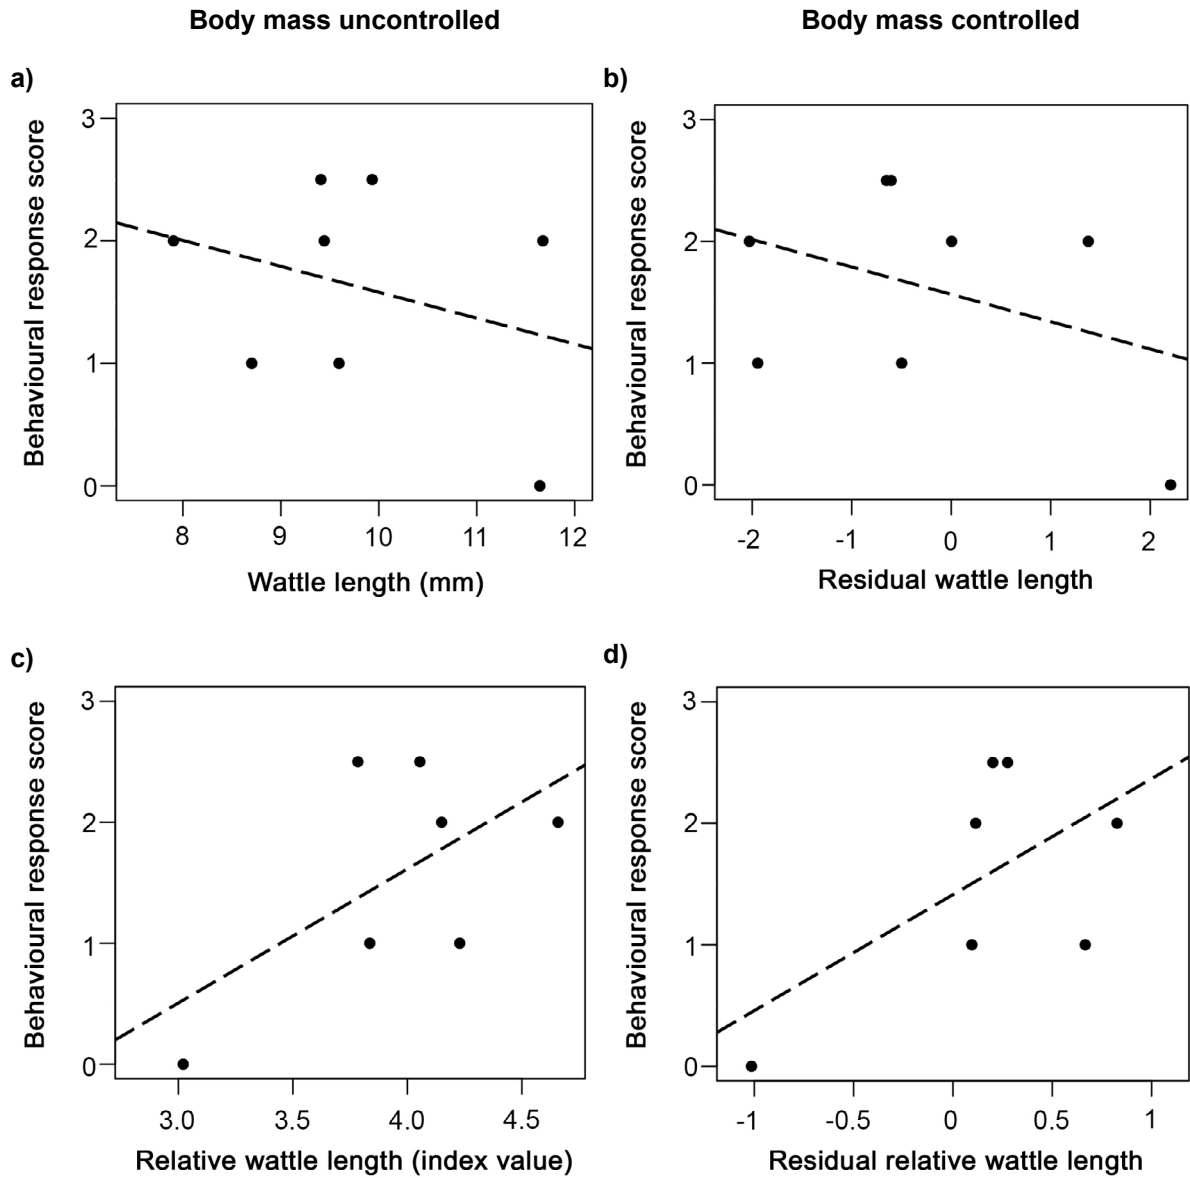 Body mass uncontrolled
Body mass controlled
a)
Behavioural response score
3
2
1
0
8 9 10 11 12
Wattle length (mm)
b)
Behavioural response score
3
2
1
0
-2 -1 0 1 2
Residual wattle length
c)
Behavioural response score
3
2
1
0
3.0 3.5 4.0 4.5
Relative wattle length (index value)
d)
Behavioural response score
3
2
1
0
-1 -0.5 0 0.5 1
Residual relative wattle length